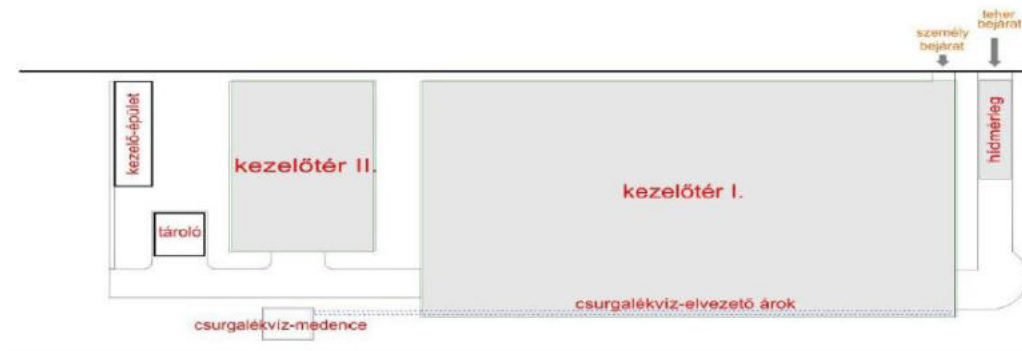 teher
bejárat
személy
bejárat
kezelő-épület
kezelőtér II.
kezelőtér I.
hídmérleg
tároló
csurgalékvíz-elvezető árok
csurgalékvíz-medence